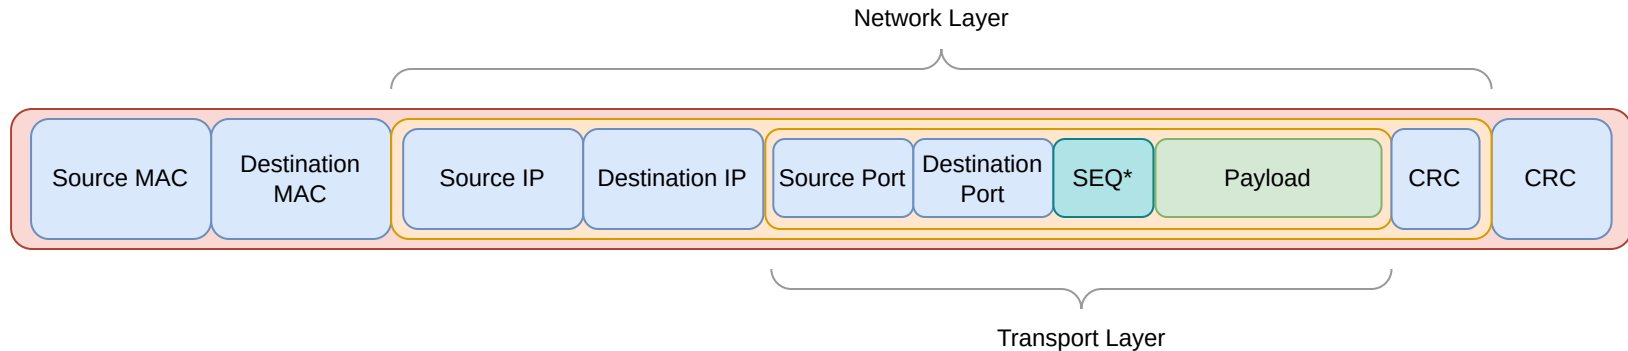 Network Layer
Source MAC
Destination
MAC
Source IP
Destination IP
Source Port
Destination
Port
SEQ*
Payload
CRC
CRC
Transport Layer